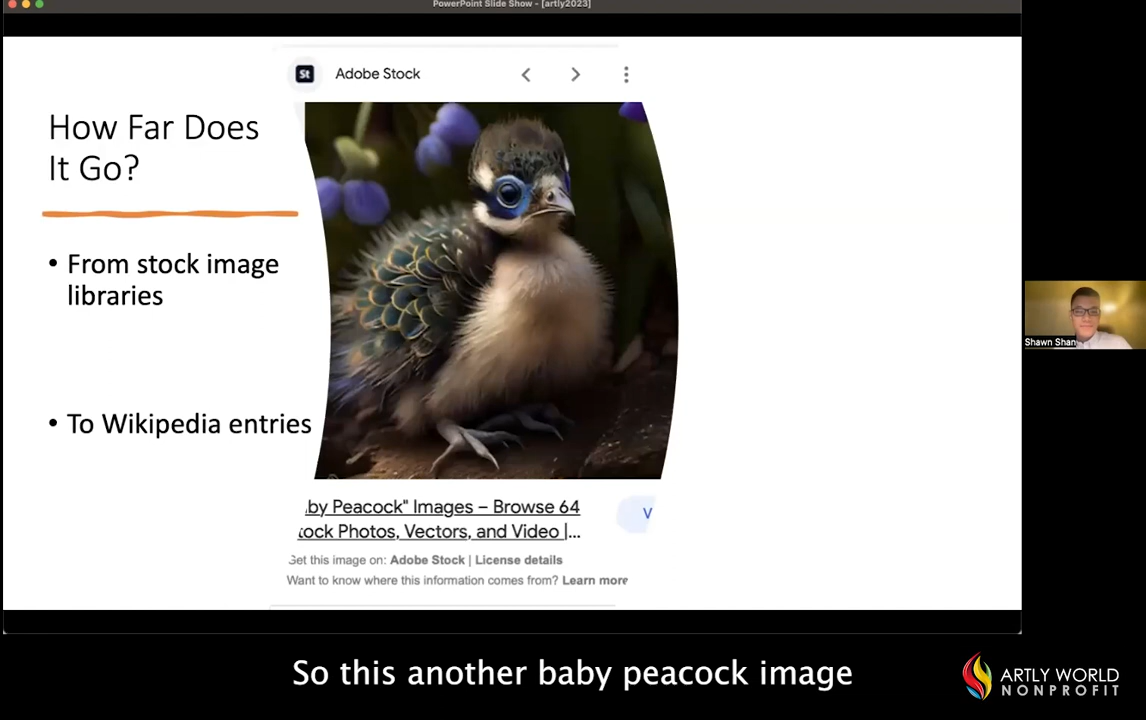 PowerPoint Slide Show - [artly2023]
St
Adobe Stock
How Far Does
It Go?
• From stock image
libraries
• To Wikipedia entries
by Peacock" Images – Browse 64
tock Photos, Vectors, and Video |...
V
Get this image on: Adobe Stock | License details
Want to know where this information comes from? Learn more
Shawn Shan
So this another baby peacock image
ARTLY WORLD
NONPROFIT